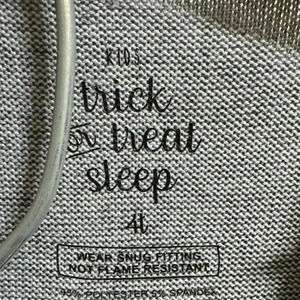 KIDS
trick
or treat
sleep
4t
WEAR SNUG FITTING,
NOT FLAME RESISTANT
95% POLYESTER 5% SPANDEX